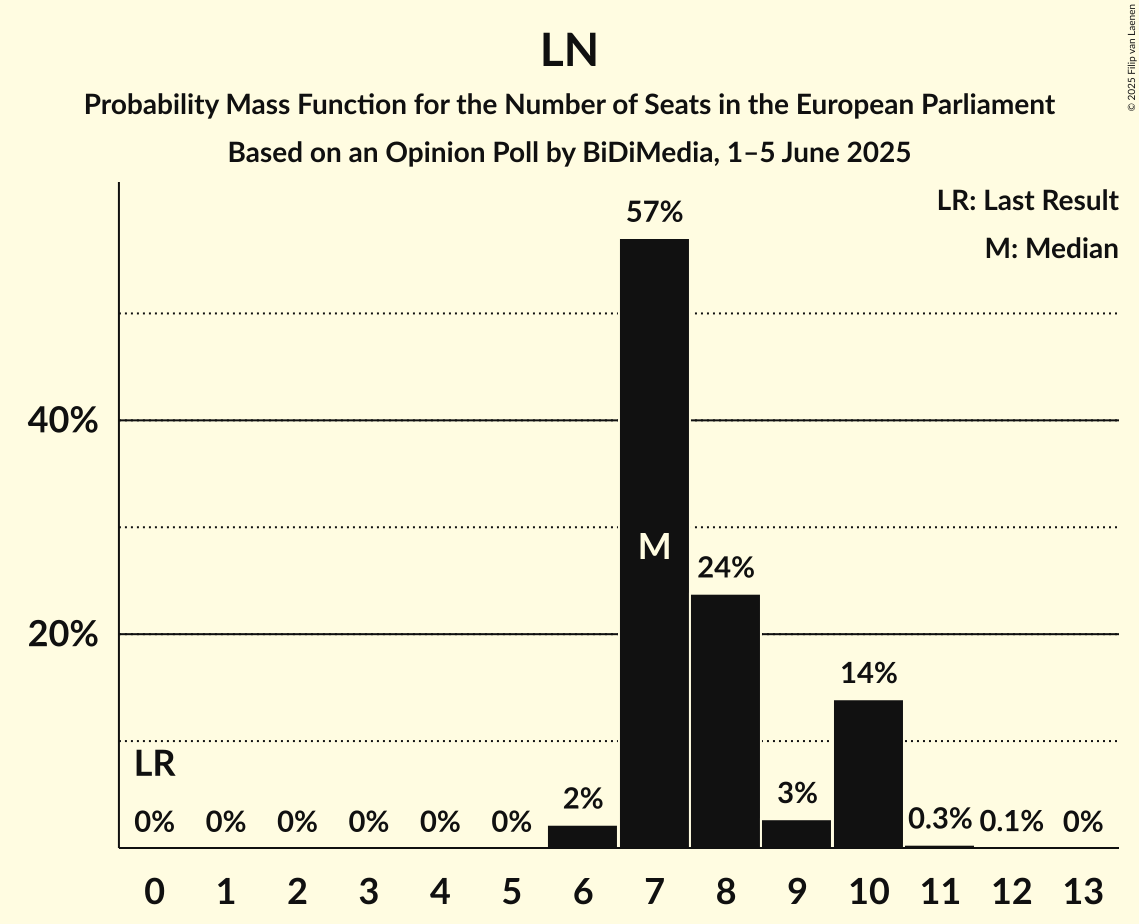 LN
Probability Mass Function for the Number of Seats in the European Parliament
Based on an Opinion Poll by BiDiMedia, 1–5 June 2025
© 2025 Filip van Laenen
LR: Last Result
M: Median
57%
40%
M
24%
20%
14%
LR
0% 0% 0% 0% 0% 0% 2% 3% 0.3% 0.1% 0%
0 1 2 3 4 5 6 7 8 9 10 11 12 13